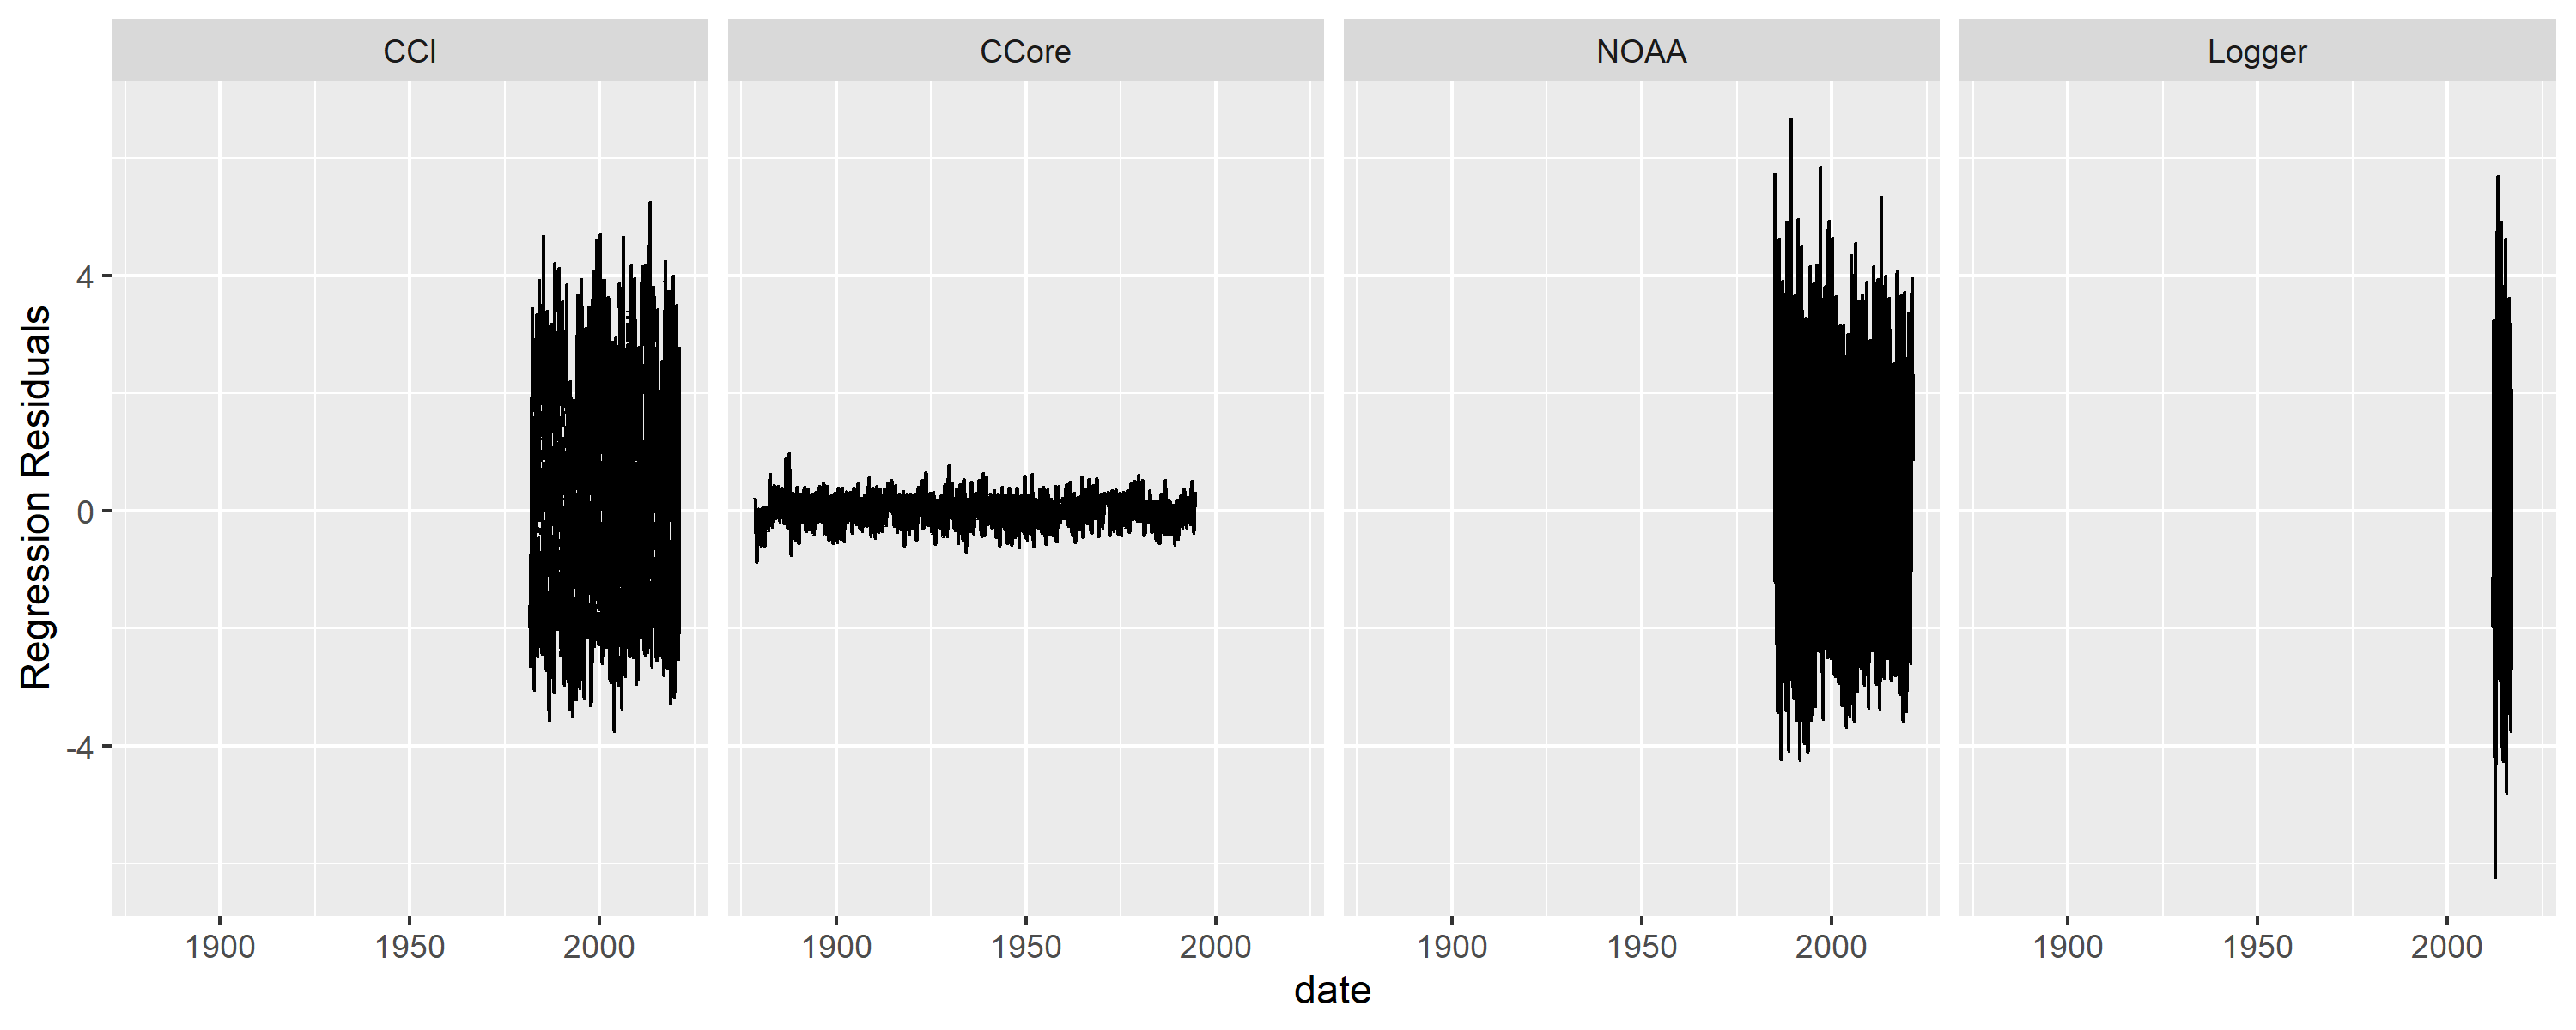 CCI CCore NOAA Logger
Regression Residuals
4
0
-4
1900 1950 2000 1900 1950 2000 1900 1950 2000 1900 1950 2000
date